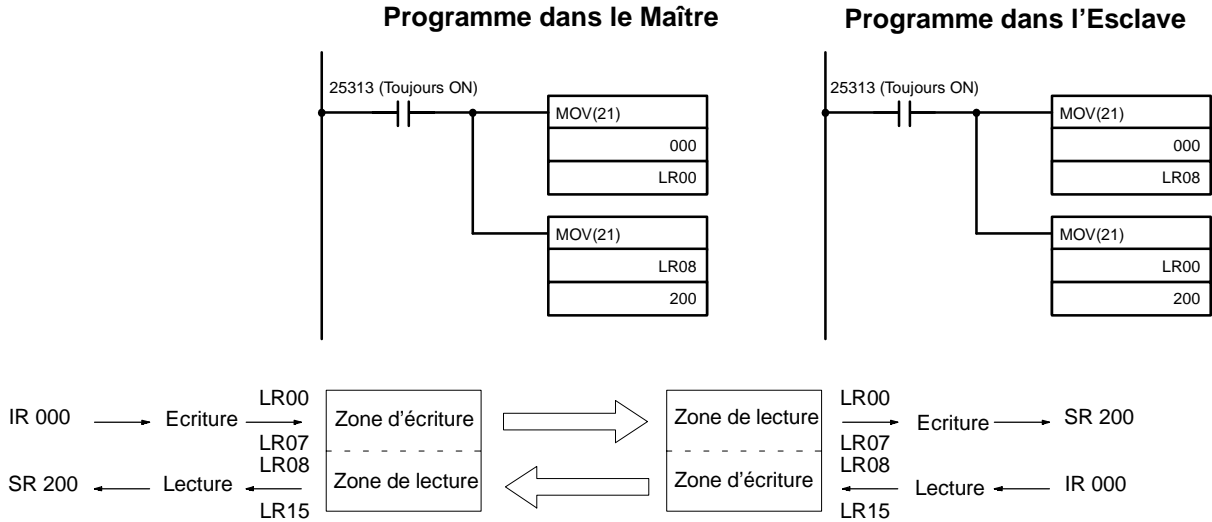 Programme dans le Maître
Programme dans l'Esclave
25313 (Toujours ON)
MOV(21)
000
LR00
MOV(21)
LR08
200
25313 (Toujours ON)
MOV(21)
000
LR08
MOV(21)
LR00
200
IR 000
Ecriture
LR00
LR07
Zone d'écriture
Zone de lecture
LR00
LR07
Ecriture
SR 200
SR 200
Lecture
LR08
LR15
Zone de lecture
Zone d'écriture
LR08
LR15
Lecture
IR 000